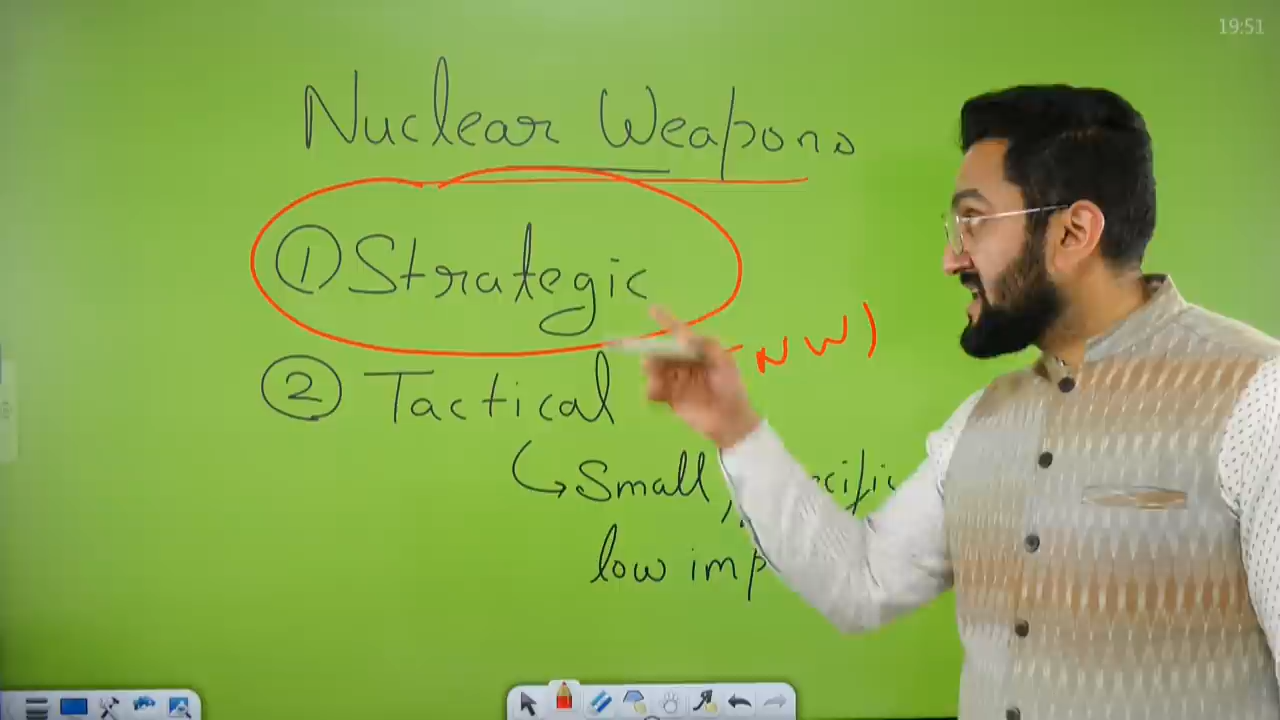 19:51
Nuclear Weapons
① Strategic
NW)
② Tactical
↳ Small,
low imp